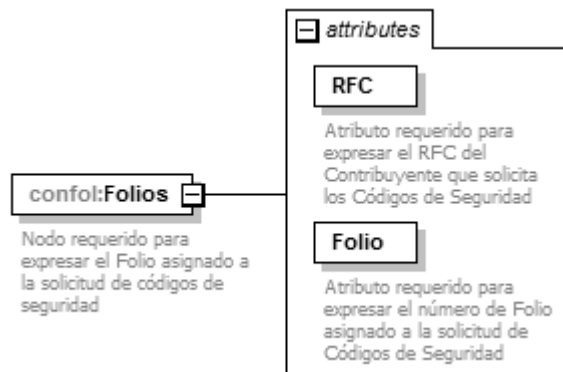 attributes
RFC
Atributo requerido para
expresar el RFC del
Contribuyente que solicita
los Códigos de Seguridad
confol:Folios
Nodo requerido para
expresar el Folio asignado a
la solicitud de códigos de
seguridad
Folio
Atributo requerido para
expresar el número de Folio
asignado a la solicitud de
Códigos de Seguridad